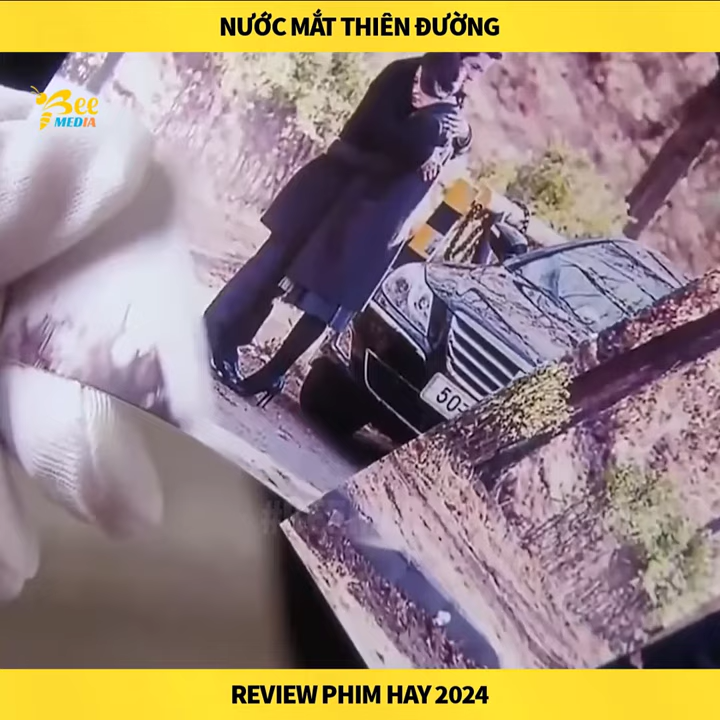 NƯỚC MẮT THIÊN ĐƯỜNG
Bee
MEDIA
50
REVIEW PHIM HAY 2024